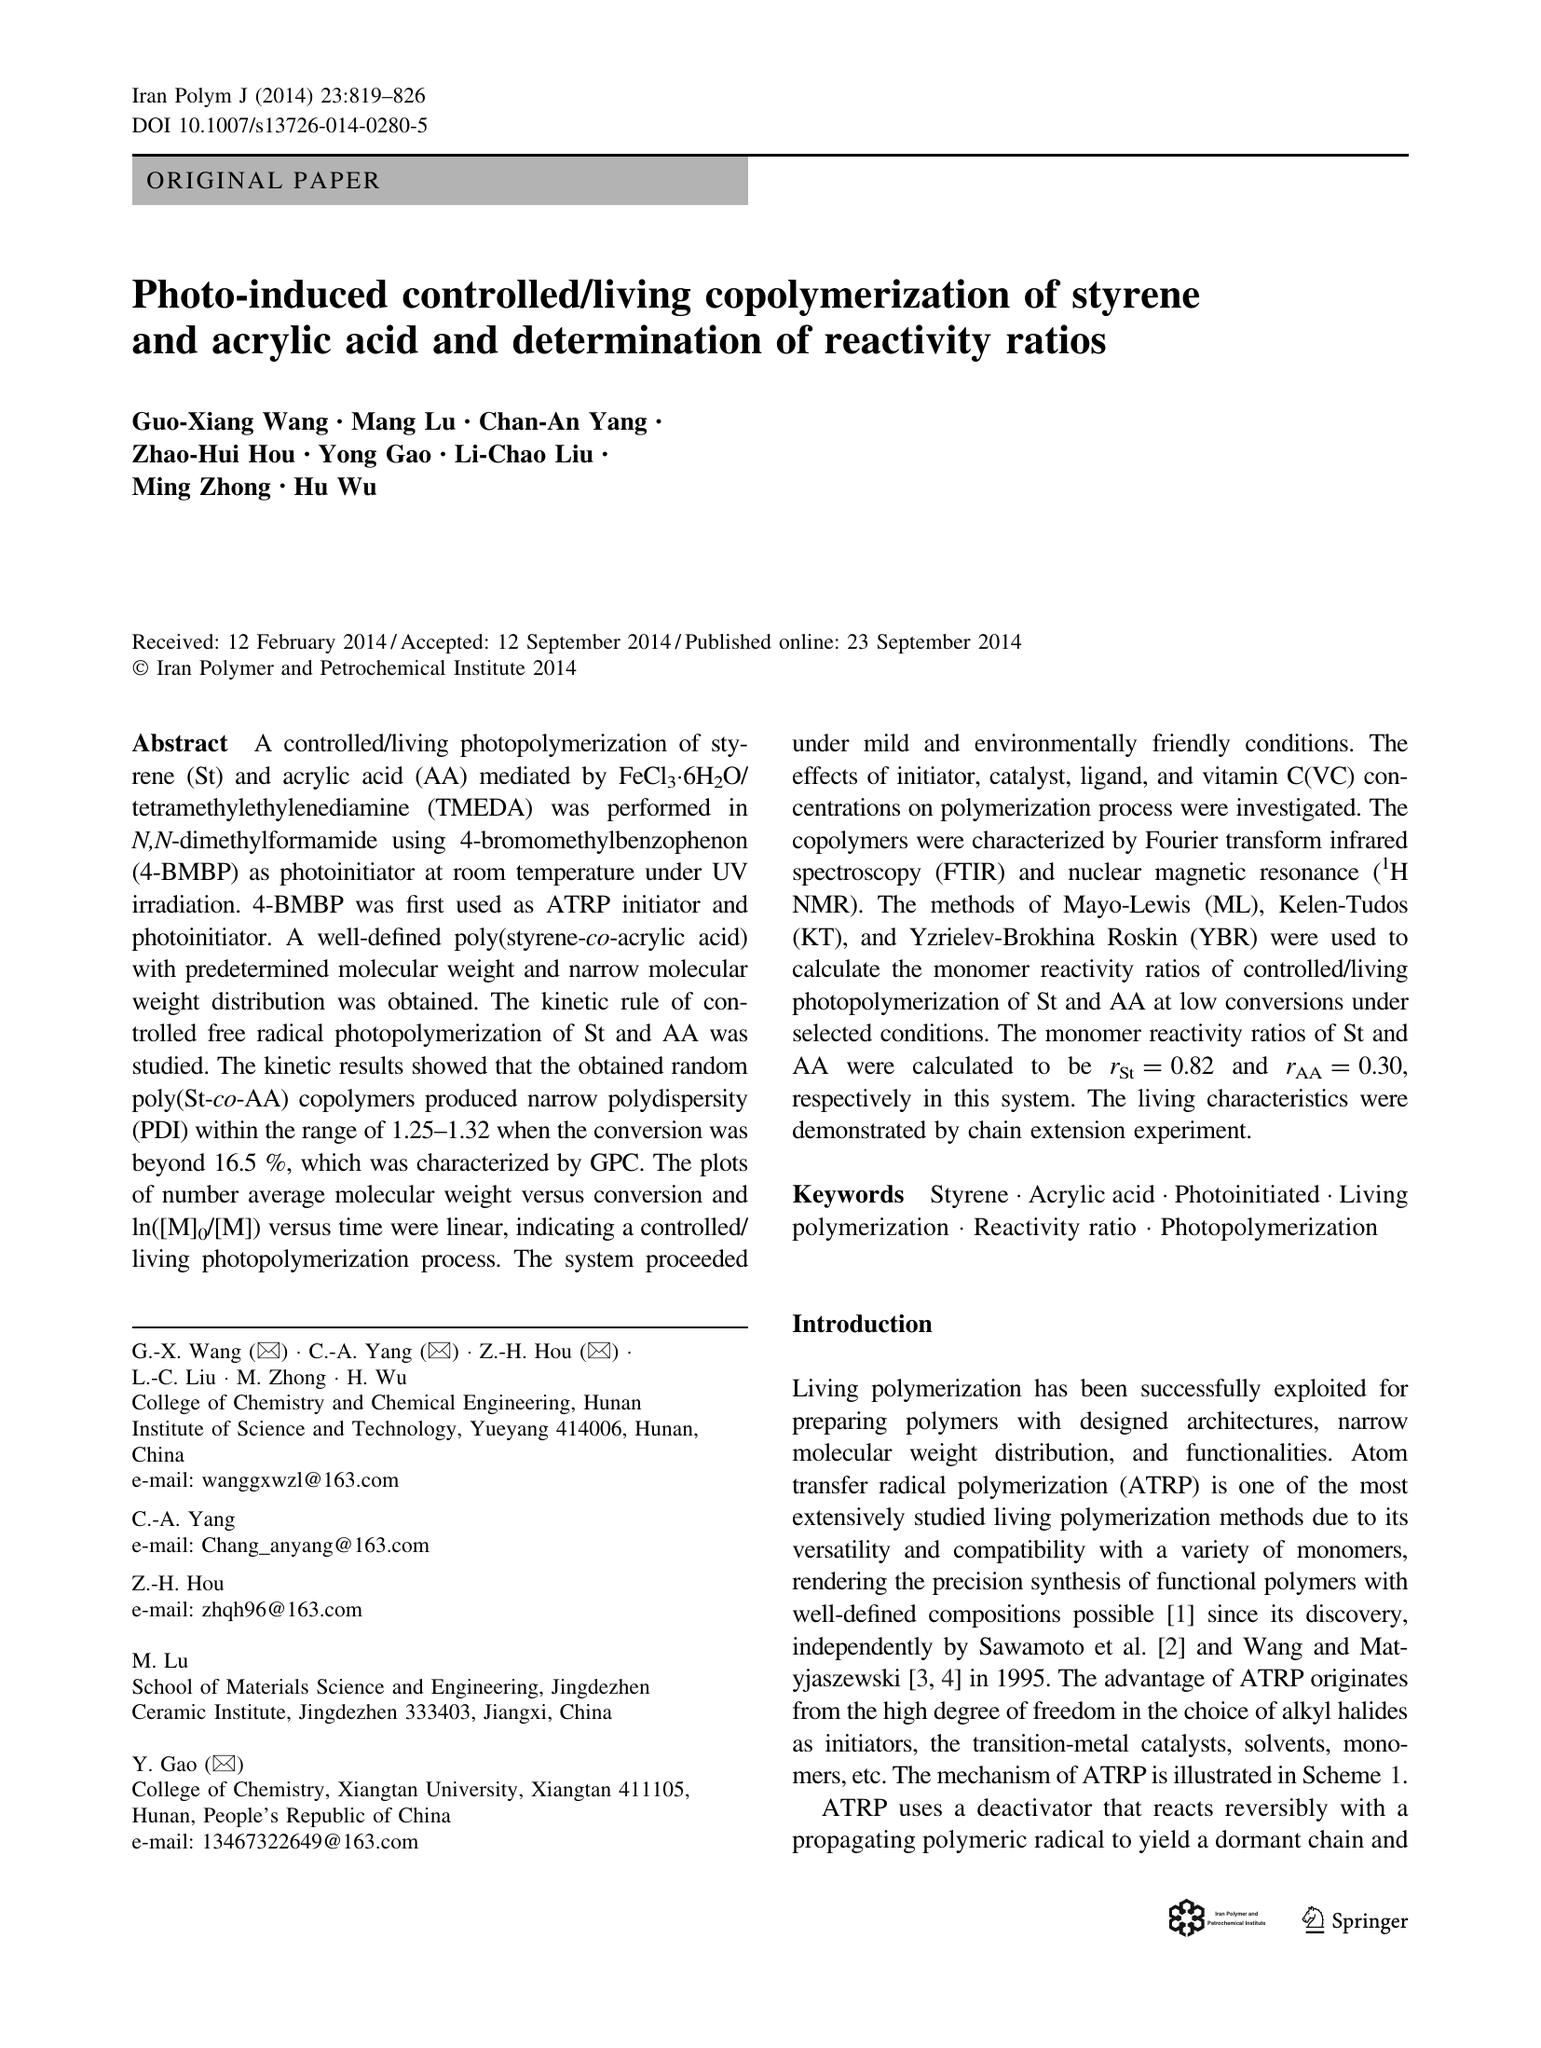 Iran Polym J (2014) 23:819–826
DOI 10.1007/s13726-014-0280-5
ORIGINAL PAPER
Photo-induced controlled/living copolymerization of styrene
and acrylic acid and determination of reactivity ratios
Guo-Xiang Wang · Mang Lu · Chan-An Yang ·
Zhao-Hui Hou · Yong Gao · Li-Chao Liu ·
Ming Zhong · Hu Wu
Received: 12 February 2014 / Accepted: 12 September 2014 / Published online: 23 September 2014
© Iran Polymer and Petrochemical Institute 2014
Abstract A controlled/living photopolymerization of sty-
rene (St) and acrylic acid (AA) mediated by FeCl₃·6H₂O/
tetramethylethylenediamine (TMEDA) was performed in
N,N-dimethylformamide using 4-bromomethylbenzophenon
(4-BMBP) as photoinitiator at room temperature under UV
irradiation. 4-BMBP was first used as ATRP initiator and
photoinitiator. A well-defined poly(styrene-co-acrylic acid)
with predetermined molecular weight and narrow molecular
weight distribution was obtained. The kinetic rule of con-
trolled free radical photopolymerization of St and AA was
studied. The kinetic results showed that the obtained random
poly(St-co-AA) copolymers produced narrow polydispersity
(PDI) within the range of 1.25–1.32 when the conversion was
beyond 16.5 %, which was characterized by GPC. The plots
of number average molecular weight versus conversion and
ln([M]₀/[M]) versus time were linear, indicating a controlled/
living photopolymerization process. The system proceeded
under mild and environmentally friendly conditions. The
effects of initiator, catalyst, ligand, and vitamin C(VC) con-
centrations on polymerization process were investigated. The
copolymers were characterized by Fourier transform infrared
spectroscopy (FTIR) and nuclear magnetic resonance (¹H
NMR). The methods of Mayo-Lewis (ML), Kelen-Tudos
(KT), and Yzrielev-Brokhina Roskin (YBR) were used to
calculate the monomer reactivity ratios of controlled/living
photopolymerization of St and AA at low conversions under
selected conditions. The monomer reactivity ratios of St and
AA were calculated to be rSt = 0.82 and rAA = 0.30,
respectively in this system. The living characteristics were
demonstrated by chain extension experiment.
Keywords Styrene · Acrylic acid · Photoinitiated · Living
polymerization · Reactivity ratio · Photopolymerization
G.-X. Wang (✉) · C.-A. Yang (✉) · Z.-H. Hou (✉) ·
L.-C. Liu · M. Zhong · H. Wu
College of Chemistry and Chemical Engineering, Hunan
Institute of Science and Technology, Yueyang 414006, Hunan,
China
e-mail: wanggxwzl@163.com
C.-A. Yang
e-mail: Chang_anyang@163.com
Z.-H. Hou
e-mail: zhqh96@163.com
M. Lu
School of Materials Science and Engineering, Jingdezhen
Ceramic Institute, Jingdezhen 333403, Jiangxi, China
Y. Gao (✉)
College of Chemistry, Xiangtan University, Xiangtan 411105,
Hunan, People's Republic of China
e-mail: 13467322649@163.com
Introduction
Living polymerization has been successfully exploited for
preparing polymers with designed architectures, narrow
molecular weight distribution, and functionalities. Atom
transfer radical polymerization (ATRP) is one of the most
extensively studied living polymerization methods due to its
versatility and compatibility with a variety of monomers,
rendering the precision synthesis of functional polymers with
well-defined compositions possible [1] since its discovery,
independently by Sawamoto et al. [2] and Wang and Mat-
yjaszewski [3, 4] in 1995. The advantage of ATRP originates
from the high degree of freedom in the choice of alkyl halides
as initiators, the transition-metal catalysts, solvents, mono-
mers, etc. The mechanism of ATRP is illustrated in Scheme 1.
ATRP uses a deactivator that reacts reversibly with a
propagating polymeric radical to yield a dormant chain and
Iran Polymer and
Petrochemical Institute
Springer